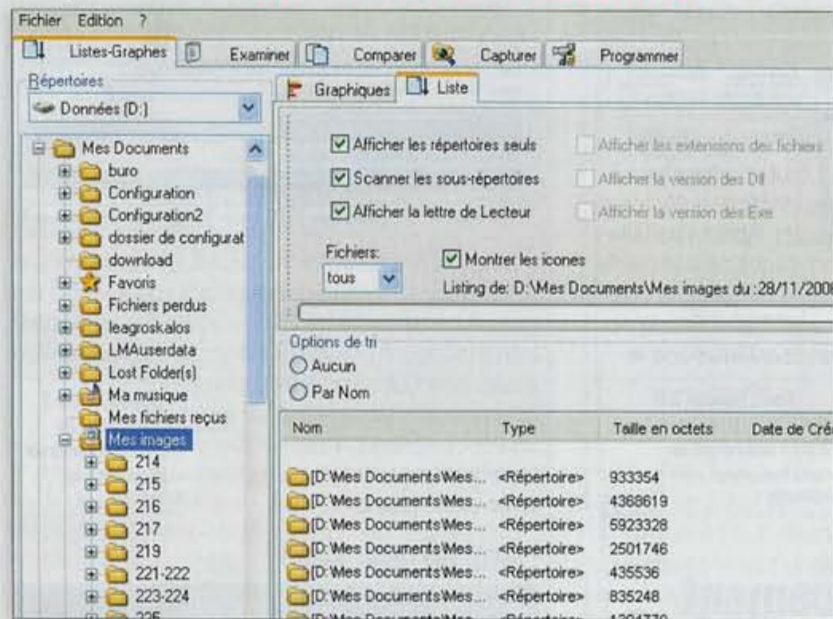 Fichier Edition ?
Listes-Graphes Examiner Comparer Capturer Programmer
Répertoires
Données (D:)
Mes Documents
buro
Configuration
Configuration2
dossier de configurat
download
Favoris
Fichiers perdus
leagroskalos
LMAuserdata
Lost Folder(s)
Ma musique
Mes fichiers reçus
Mes images
214
215
216
217
219
221-222
223-224
225
Graphiques Liste
Afficher les répertoires seuls Afficher les extensions des fichiers
Scanner les sous-répertoires Afficher la version des Dll
Afficher la lettre de Lecteur Afficher la version des Exe
Fichiers:
tous
Montrer les icones
Listing de: D:\Mes Documents\Mes images du :28/11/2006
Options de tri
Aucun
Par Nom
Nom Type Taille en octets Date de Cré
[D:\Mes Documents\Mes... <Répertoire> 933354
[D:\Mes Documents\Mes... <Répertoire> 4368619
[D:\Mes Documents\Mes... <Répertoire> 5923328
[D:\Mes Documents\Mes... <Répertoire> 2501746
[D:\Mes Documents\Mes... <Répertoire> 435536
[D:\Mes Documents\Mes... <Répertoire> 835248
[D:\Mes Documents\Mes... <Répertoire>